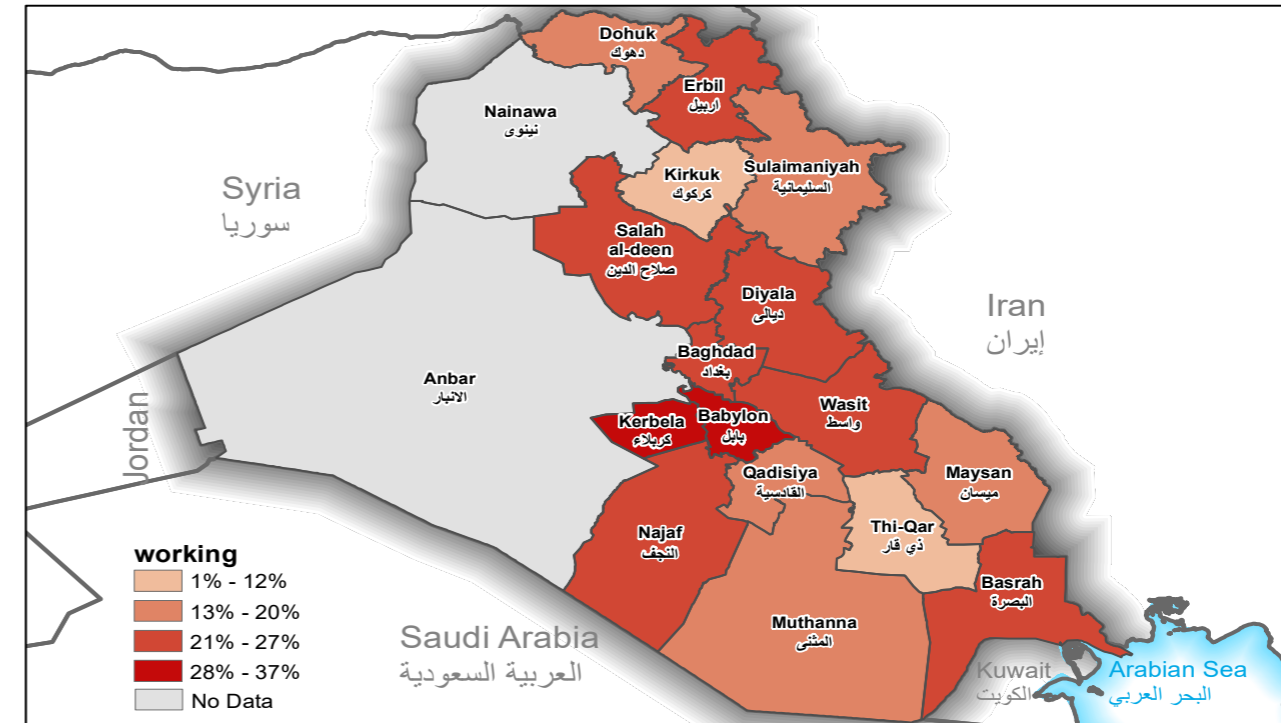 Dohuk
دهوك
Erbil
اربيل
Nainawa
نينوى
Kirkuk
كركوك
Sulaimaniyah
السليمانية
Syria
سوريا
Salah
al-deen
صلاح الدين
Diyala
ديالى
Iran
إيران
Baghdad
بغداد
Anbar
الانبار
Jordan
Kerbela
كربلاء
Babylon
بابل
Wasit
واسط
Qadisiya
القادسية
Maysan
ميسان
Najaf
النجف
Thi-Qar
ذي قار
Basrah
البصرة
Muthanna
المثنى
working
1% - 12%
13% - 20%
21% - 27%
28% - 37%
No Data
Saudi Arabia
العربية السعودية
Kuwait
الكويت
Arabian Sea
البحر العربي